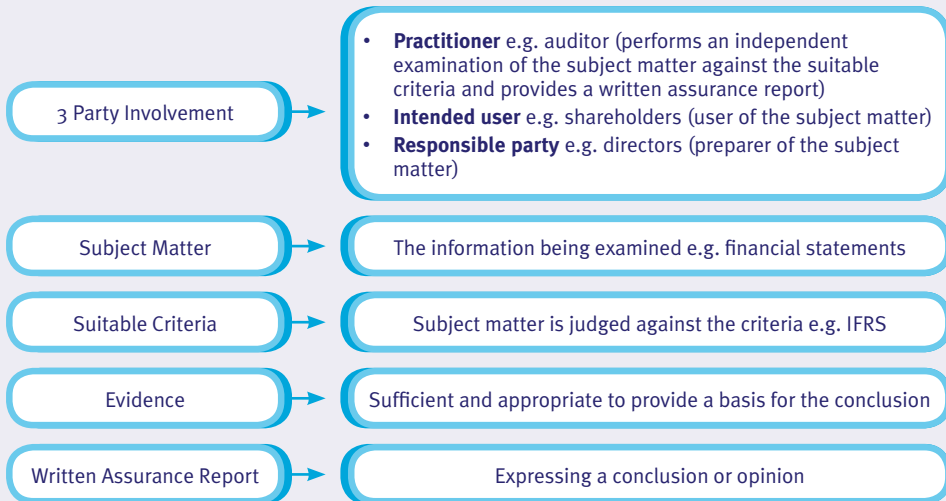 3 Party Involvement
• Practitioner e.g. auditor (performs an independent
examination of the subject matter against the suitable
criteria and provides a written assurance report)
• Intended user e.g. shareholders (user of the subject matter)
• Responsible party e.g. directors (preparer of the subject
matter)
Subject Matter
The information being examined e.g. financial statements
Suitable Criteria
Subject matter is judged against the criteria e.g. IFRS
Evidence
Sufficient and appropriate to provide a basis for the conclusion
Written Assurance Report
Expressing a conclusion or opinion